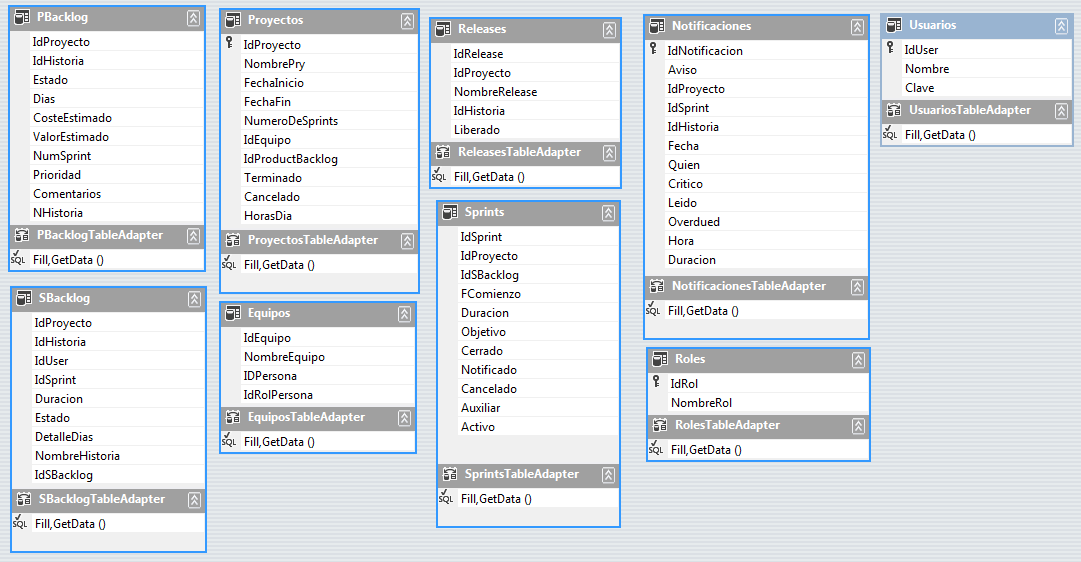 PBacklog
IdProyecto
IdHistoria
Estado
Dias
CosteEstimado
ValorEstimado
NumSprint
Prioridad
Comentarios
NHistoria
PBacklogTableAdapter
SQL Fill,GetData ()
SBacklog
IdProyecto
IdHistoria
IdUser
IdSprint
Duracion
Estado
DetalleDias
NombreHistoria
IdSBacklog
SBacklogTableAdapter
SQL Fill,GetData ()
Proyectos
IdProyecto
NombrePry
FechaInicio
FechaFin
NumeroDeSprints
IdEquipo
IdProductBacklog
Terminado
Cancelado
HorasDia
ProyectosTableAdapter
SQL Fill,GetData ()
Equipos
IdEquipo
NombreEquipo
IDPersona
IdRolPersona
EquiposTableAdapter
SQL Fill,GetData ()
Releases
IdRelease
IdProyecto
NombreRelease
IdHistoria
Liberado
ReleasesTableAdapter
SQL Fill,GetData ()
Sprints
IdSprint
IdProyecto
IdSBacklog
FComienzo
Duracion
Objetivo
Cerrado
Notificado
Cancelado
Auxiliar
Activo
SprintsTableAdapter
SQL Fill,GetData ()
Notificaciones
IdNotificacion
Aviso
IdProyecto
IdSprint
IdHistoria
Fecha
Quien
Critico
Leido
Overdued
Hora
Duracion
NotificacionesTableAdapter
SQL Fill,GetData ()
Roles
IdRol
NombreRol
RolesTableAdapter
SQL Fill,GetData ()
Usuarios
IdUser
Nombre
Clave
UsuariosTableAdapter
SQL Fill,GetData ()